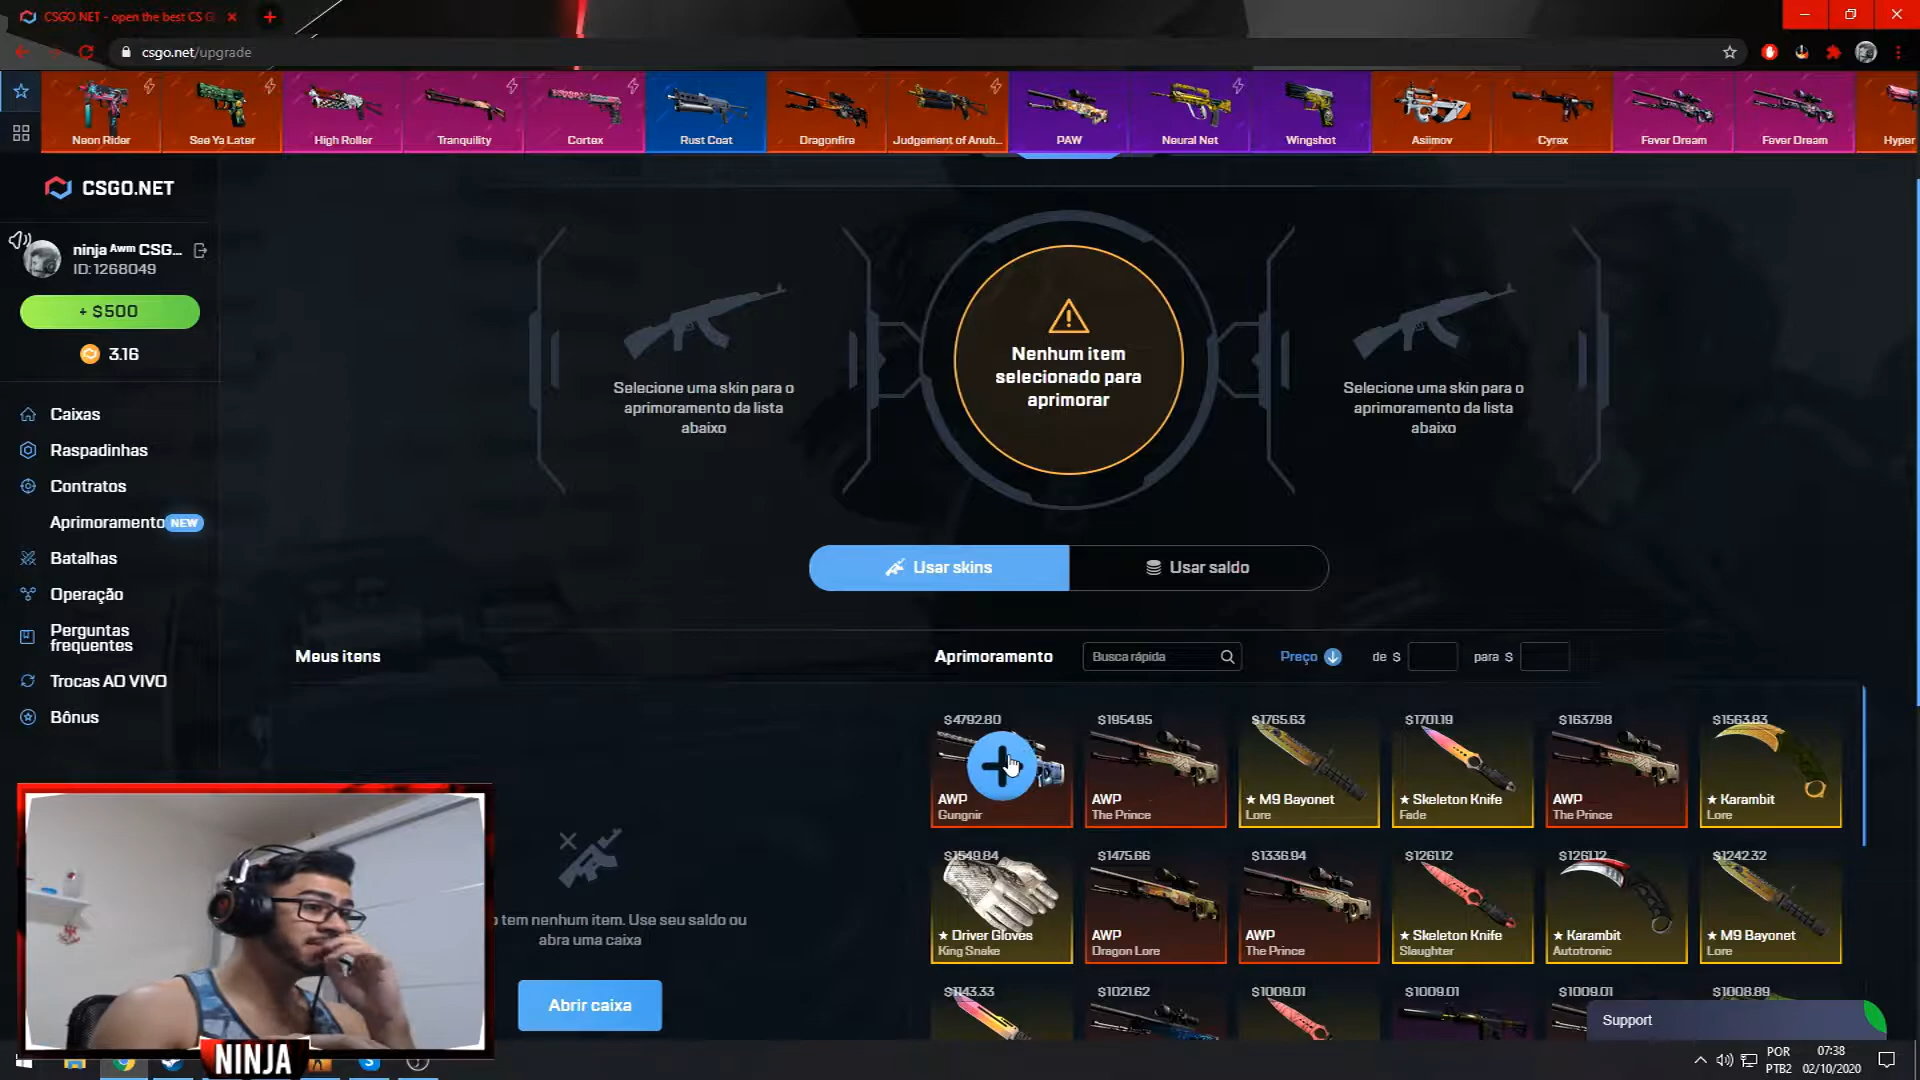 CSGO NET - open the best CS G
csgo.net/upgrade
Neon Rider
See Ya Later
High Roller
Tranquility
Cortex
Rust Coat
Dragonfire
Judgement of Anub...
PAW
Neural Net
Wingshot
Asiimov
Cyrex
Fever Dream
Fever Dream
Hyper
CSGO.NET
ninja Awm CSG...
ID:1268049
+ $500
3.16
Caixas
Raspadinhas
Contratos
Aprimoramento NEW
Batalhas
Operação
Perguntas
frequentes
Trocas AO VIVO
Bônus
Selecione uma skin para o
aprimoramento da lista
abaixo
Nenhum item
selecionado para
aprimorar
Selecione uma skin para o
aprimoramento da lista
abaixo
Usar skins
Usar saldo
Meus itens
Aprimoramento
Busca rápida
Preço
de $
para $
$4792.80
AWP
Gungnir
$1954.95
AWP
The Prince
$1765.63
★ M9 Bayonet
Lore
$1701.19
★ Skeleton Knife
Fade
$1637.98
AWP
The Prince
$1563.83
★ Karambit
Lore
$1549.84
★ Driver Gloves
King Snake
$1475.66
AWP
Dragon Lore
$1336.94
AWP
The Prince
$1261.12
★ Skeleton Knife
Slaughter
$1261.12
★ Karambit
Autotronic
$1242.32
★ M9 Bayonet
Lore
$1143.33
$1021.62
$1009.01
$1009.01
$1009.01
$1008.89
tem nenhum item. Use seu saldo ou
abra uma caixa
Abrir caixa
Support
NINJA
POR
PTB2
07:38
02/10/2020